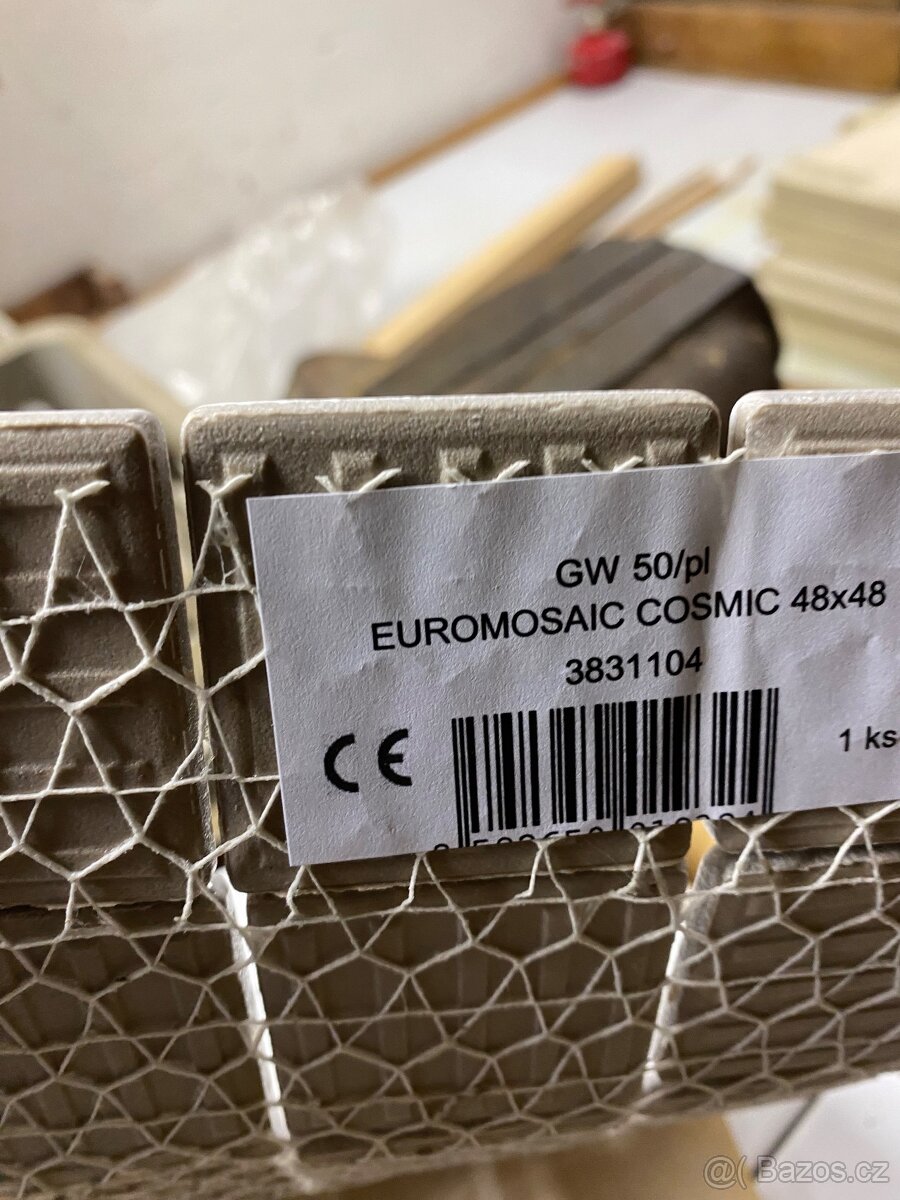 GW 50/pl
EUROMOSAIC COSMIC 48x48
3831104
CE
1 ks
@( Bazos.cz